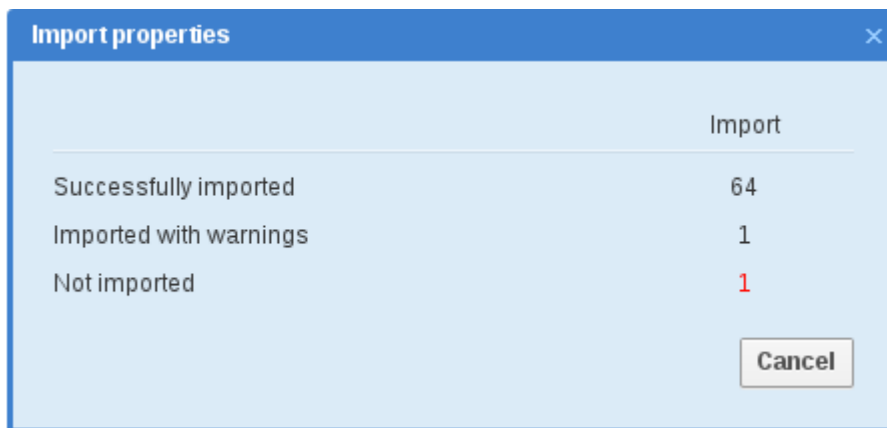 Import properties
Import
Successfully imported 64
Imported with warnings 1
Not imported 1
Cancel